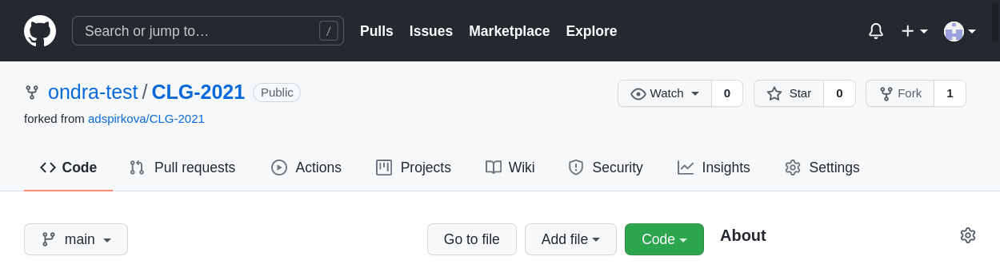 Search or jump to… / Pulls Issues Marketplace Explore
ondra-test / CLG-2021 Public Watch 0 Star 0 Fork 1
forked from adspirkova/CLG-2021
Code Pull requests Actions Projects Wiki Security Insights Settings
main Go to file Add file Code About